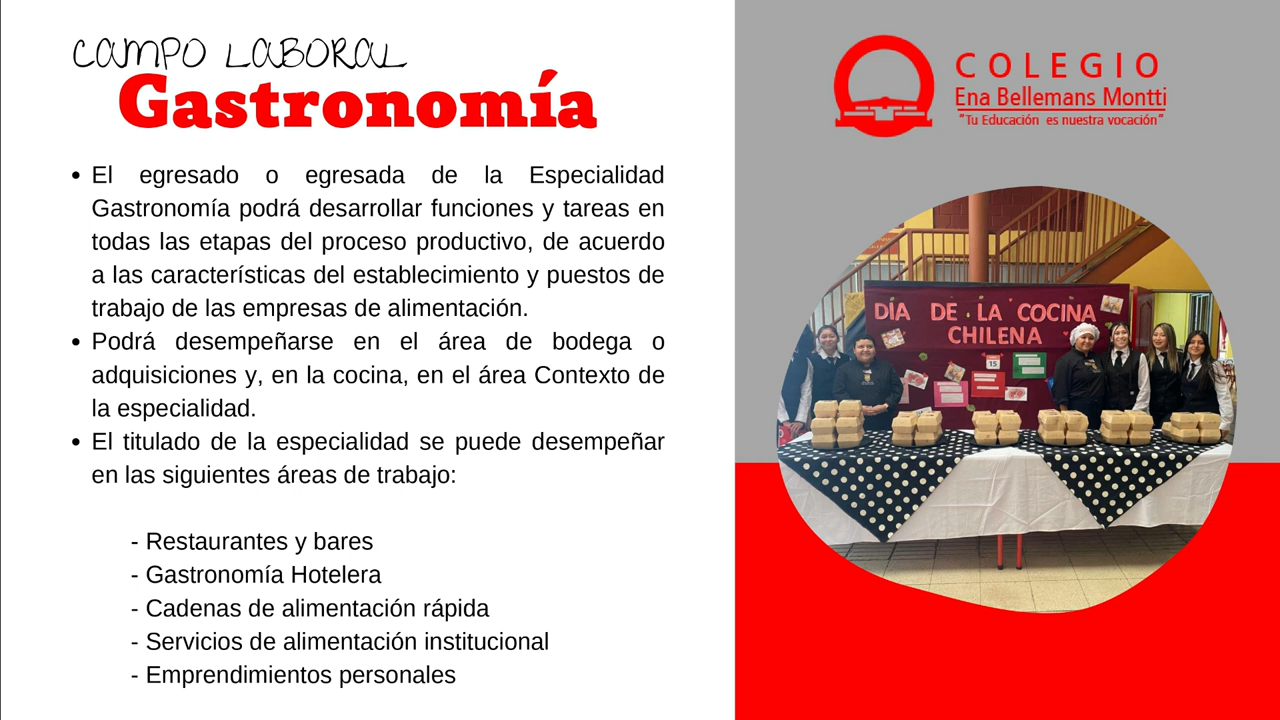 CAMPO LABORAL
Gastronomía
El egresado o egresada de la Especialidad
Gastronomía podrá desarrollar funciones y tareas en
todas las etapas del proceso productivo, de acuerdo
a las características del establecimiento y puestos de
trabajo de las empresas de alimentación.
Podrá desempeñarse en el área de bodega o
adquisiciones y, en la cocina, en el área Contexto de
la especialidad.
El titulado de la especialidad se puede desempeñar
en las siguientes áreas de trabajo:
- Restaurantes y bares
- Gastronomía Hotelera
- Cadenas de alimentación rápida
- Servicios de alimentación institucional
- Emprendimientos personales
COLEGIO
Ena Bellemans Montti
"Tu Educación es nuestra vocación"
DÍA DE LA COCINA
CHILENA
15